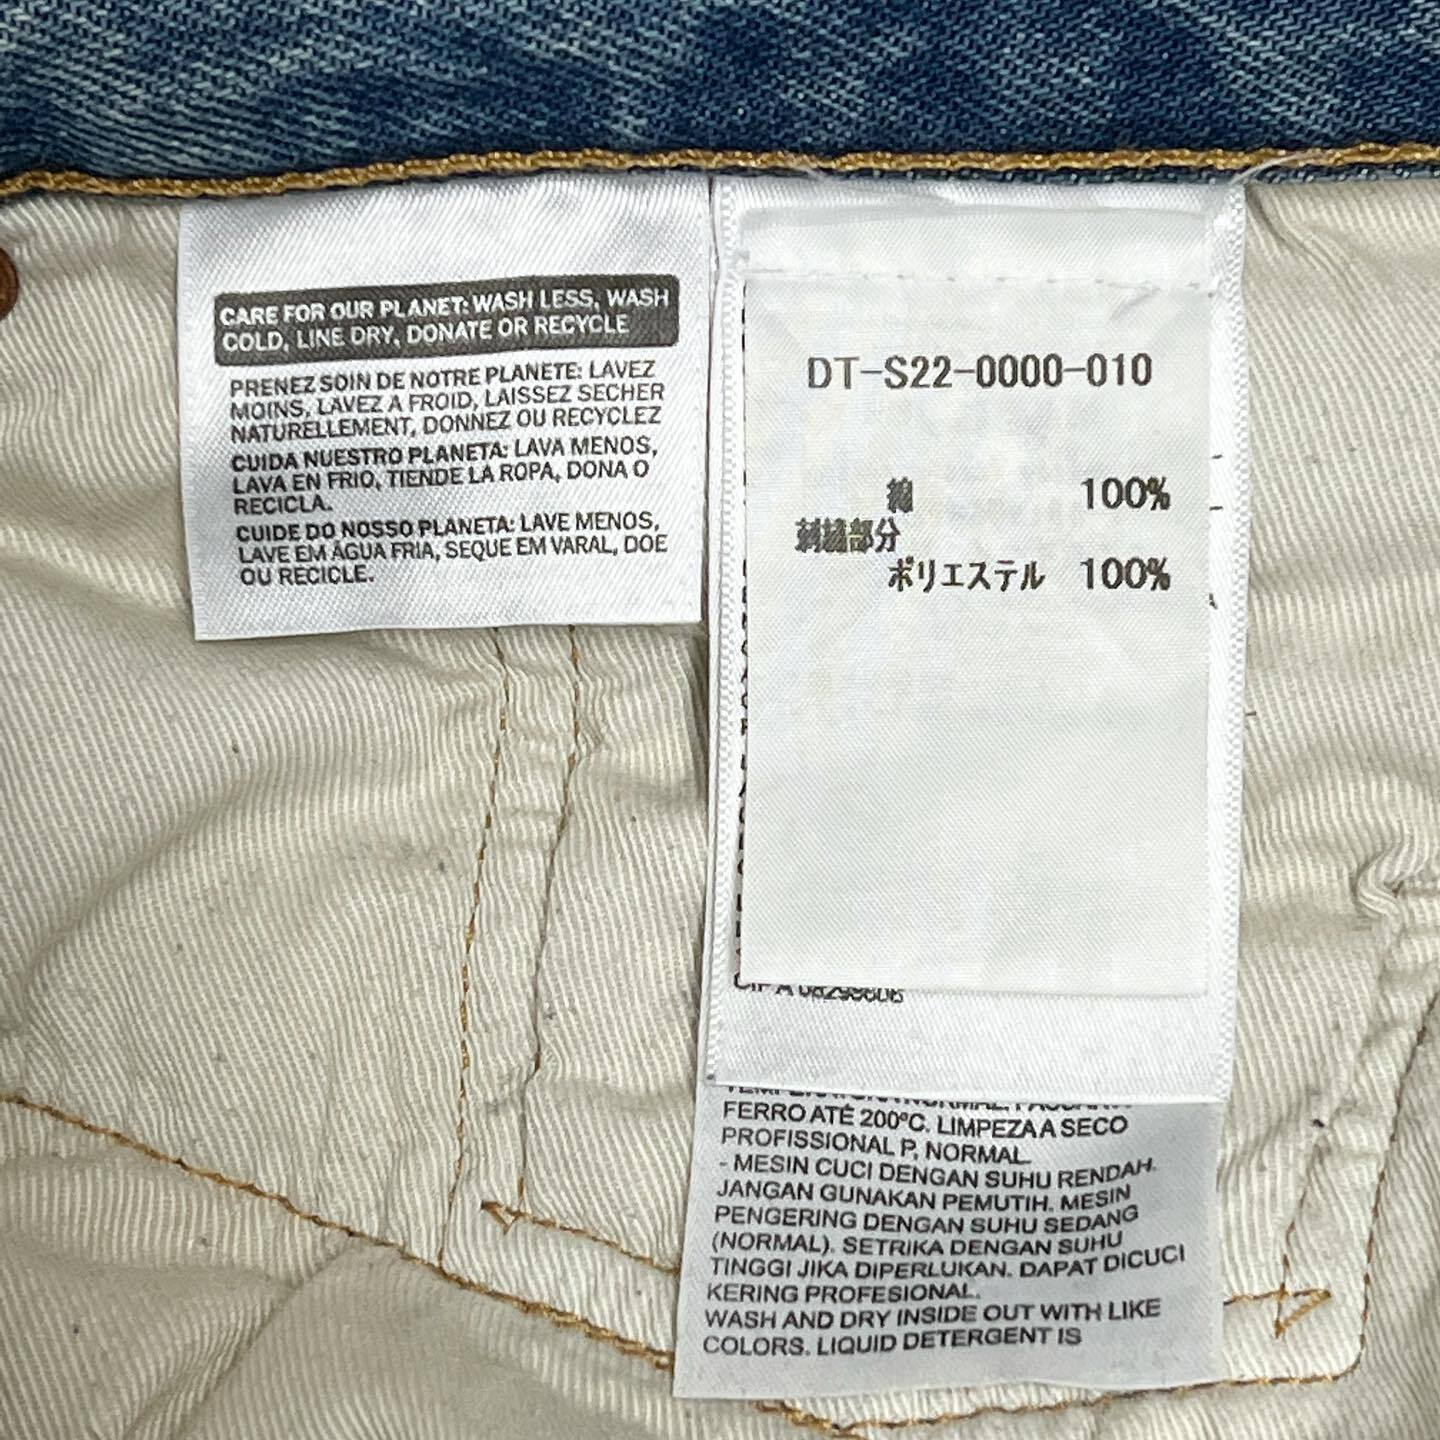 CARE FOR OUR PLANET: WASH LESS, WASH
COLD, LINE DRY, DONATE OR RECYCLE
PRENEZ SOIN DE NOTRE PLANETE: LAVEZ
MOINS, LAVEZ A FROID, LAISSEZ SECHER
NATURELLEMENT, DONNEZ OU RECYCLEZ
CUIDA NUESTRO PLANETA: LAVA MENOS,
LAVA EN FRIO, TIENDE LA ROPA, DONA O
RECICLA.
CUIDE DO NOSSO PLANETA: LAVE MENOS,
LAVE EM ÁGUA FRIA, SEQUE EM VARAL, DOE
OU RECICLE.
DT-S22-0000-010
綿 100%
刺繍部分
ポリエステル 100%
FERRO ATÉ 200ºC. LIMPEZA A SECO
PROFISSIONAL P, NORMAL.
- MESIN CUCI DENGAN SUHU RENDAH.
JANGAN GUNAKAN PEMUTIH. MESIN
PENGERING DENGAN SUHU SEDANG
(NORMAL). SETRIKA DENGAN SUHU
TINGGI JIKA DIPERLUKAN. DAPAT DICUCI
KERING PROFESIONAL.
WASH AND DRY INSIDE OUT WITH LIKE
COLORS. LIQUID DETERGENT IS